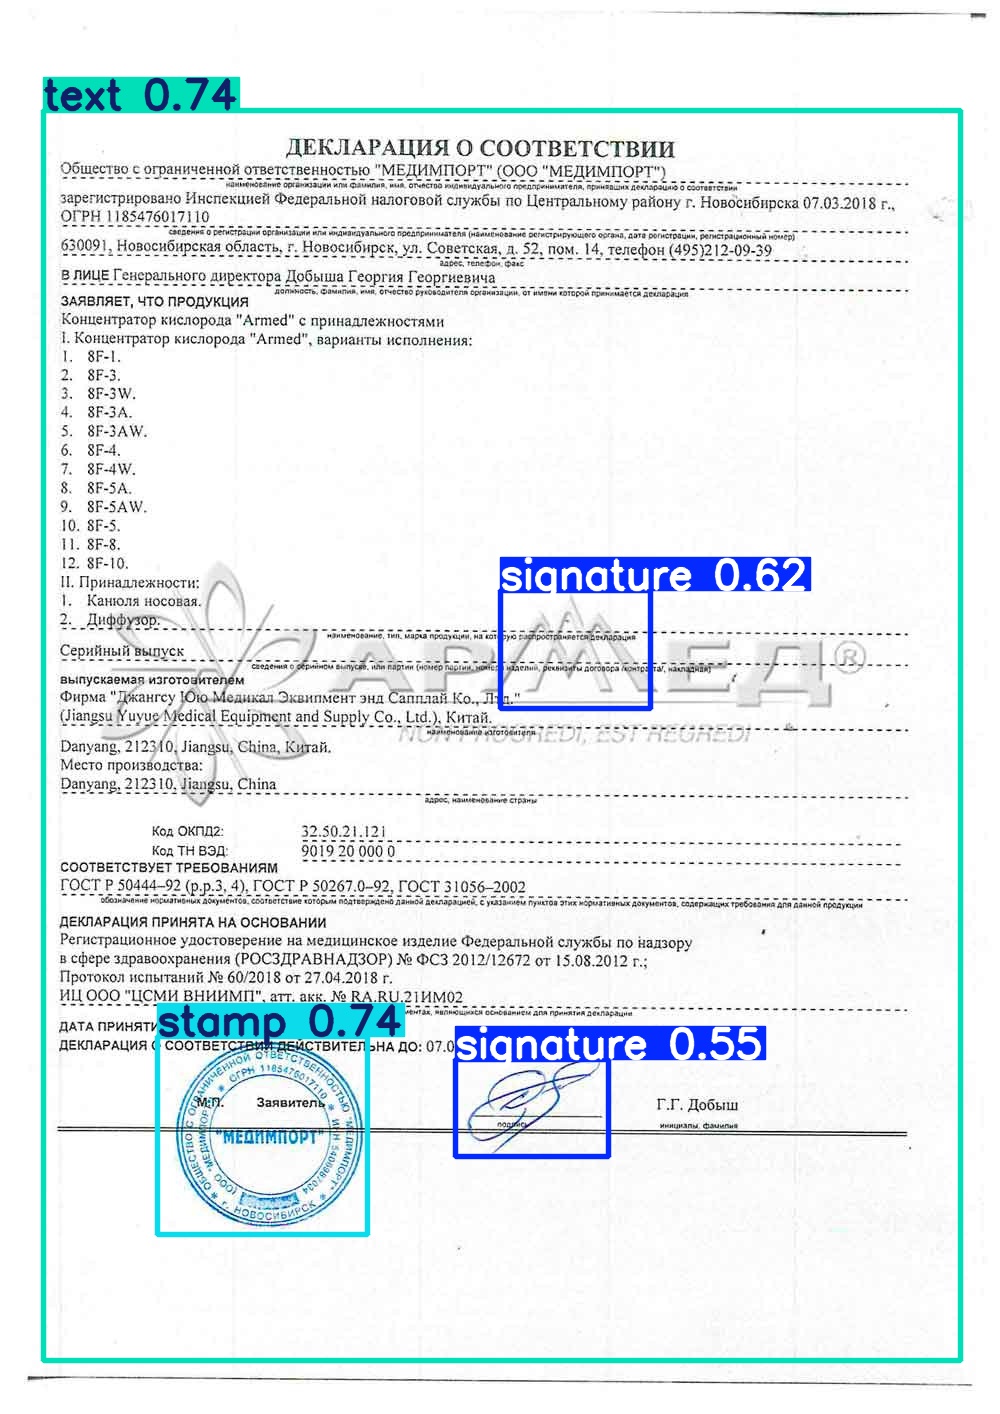 text 0.74
ДЕКЛАРАЦИЯ О СООТВЕТСТВИИ
Общество с ограниченной ответственностью "МЕДИМПОРТ" (ООО "МЕДИМПОРТ")
наименование организации или фамилия, имя, отчество индивидуального предпринимателя, принявших декларацию о соответствии
зарегистрировано Инспекцией Федеральной налоговой службы по Центральному району г. Новосибирска 07.03.2018 г.,
ОГРН 1185476017110
сведения о регистрации организации или индивидуального предпринимателя (наименование регистрирующего органа, дата регистрации, регистрационный номер)
630091, Новосибирская область, г. Новосибирск, ул. Советская, д. 52, пом. 14, телефон (495)212-09-39
адрес, телефон, факс
В ЛИЦЕ Генерального директора Добыша Георгия Георгиевича
должность, фамилия, имя, отчество руководителя организации, от имени которой принимается декларация
ЗАЯВЛЯЕТ, ЧТО ПРОДУКЦИЯ
Концентратор кислорода "Armed" с принадлежностями
I. Концентратор кислорода "Armed", варианты исполнения:
1. 8F-1.
2. 8F-3.
3. 8F-3W.
4. 8F-3A.
5. 8F-3AW.
6. 8F-4.
7. 8F-4W.
8. 8F-5A.
9. 8F-5AW.
10. 8F-5.
11. 8F-8.
12. 8F-10.
signature 0.62
II. Принадлежности:
1. Канюля носовая.
2. Диффузор.
наименование, тип, марка продукции, на которую распространяется декларация
Серийный выпуск
АРМЕД®
сведения о серийном выпуске, или партии (номер партии, номера изделий, реквизиты договора /контракта/, накладная)
выпускаемая изготовителем
Фирма "Джангсу Юю Медикал Эквипмент энд Сапплай Ко., Лтд."
(Jiangsu Yuyue Medical Equipment and Supply Co., Ltd.), Китай.
наименование изготовителя
NON PROGREDI, EST REGREDI
Danyang, 212310, Jiangsu, China, Китай.
Место производства:
Danyang, 212310, Jiangsu, China
адрес, наименование страны
Код ОКПД2: 32.50.21.121
Код ТН ВЭД: 9019 20 000 0
СООТВЕТСТВУЕТ ТРЕБОВАНИЯМ
ГОСТ Р 50444–92 (р.р.3, 4), ГОСТ Р 50267.0–92, ГОСТ 31056–2002
обозначение нормативных документов, соответствие которым подтверждено данной декларацией, с указанием пунктов этих нормативных документов, содержащих требования для данной продукции
ДЕКЛАРАЦИЯ ПРИНЯТА НА ОСНОВАНИИ
Регистрационное удостоверение на медицинское изделие Федеральной службы по надзору
в сфере здравоохранения (РОСЗДРАВНАДЗОР) № ФСЗ 2012/12672 от 15.08.2012 г.;
Протокол испытаний № 60/2018 от 27.04.2018 г.
ИЦ ООО "ЦСМИ ВНИИМП", атт. акк. № RA.RU.21ИМ02
являющихся основанием для принятия декларации
stamp 0.74
ДАТА ПРИНЯТИ
signature 0.55
ДЕКЛАРАЦИЯ О СООТВЕТСТВИИ ДЕЙСТВИТЕЛЬНА ДО: 07.0
ОБЩЕСТВО С ОГРАНИЧЕННОЙ ОТВЕТСТВЕННОСТЬЮ "МЕДИМПОРТ"
ОГРН 1185476017110
М.П. Заявитель
Г.Г. Добыш
подпись
инициалы, фамилия
"МЕДИМПОРТ"
(ООО "МЕДИМПОРТ")
г. НОВОСИБИРСК